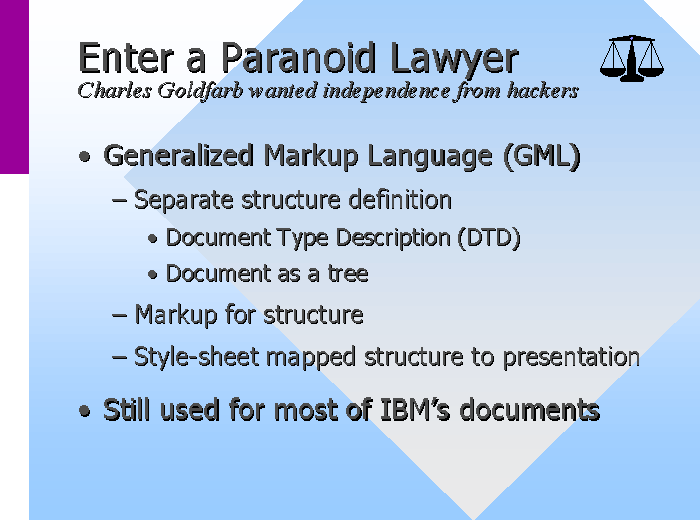 Enter a Paranoid Lawyer
Charles Goldfarb wanted independence from hackers
• Generalized Markup Language (GML)
– Separate structure definition
• Document Type Description (DTD)
• Document as a tree
– Markup for structure
– Style-sheet mapped structure to presentation
• Still used for most of IBM’s documents